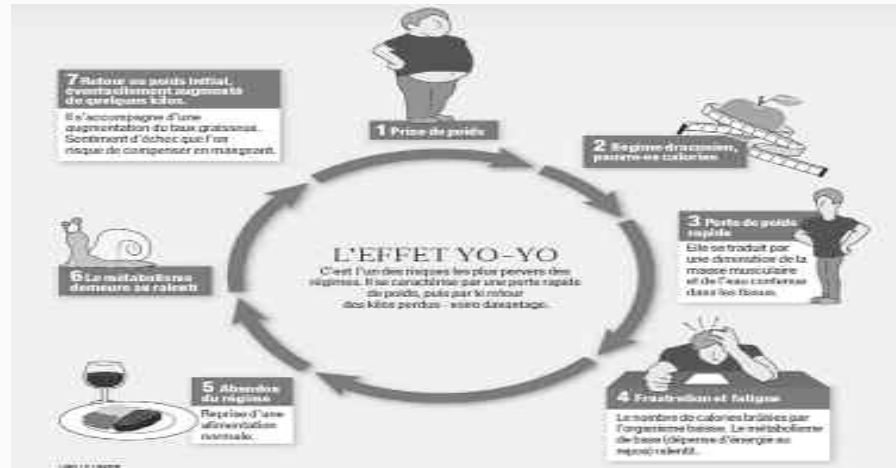 7 Retour au poids initial,
éventuellement augmenté
de quelques kilos.
Il s'accompagne d'une
augmentation du taux graisseux.
Sentiment d'échec que l'on
risque de compenser en mangeant.
1 Prise de poids
2 Régime draconien,
pauvre en calories
3 Perte de poids
rapide
Elle se traduit par
une diminution de la
masse musculaire
et de l'eau contenue
dans les tissus.
L'EFFET YO-YO
C'est l'un des risques les plus pervers des
régimes. Il se caractérise par une perte rapide
de poids, puis par le retour
des kilos perdus - voire davantage.
6 Le métabolisme
demeure au ralenti
5 Abandon
du régime
Reprise d'une
alimentation
normale.
4 Frustration et fatigue
Le nombre de calories brûlées par
l'organisme baisse. Le métabolisme
de base (dépense d'énergie au
repos) ralentit.